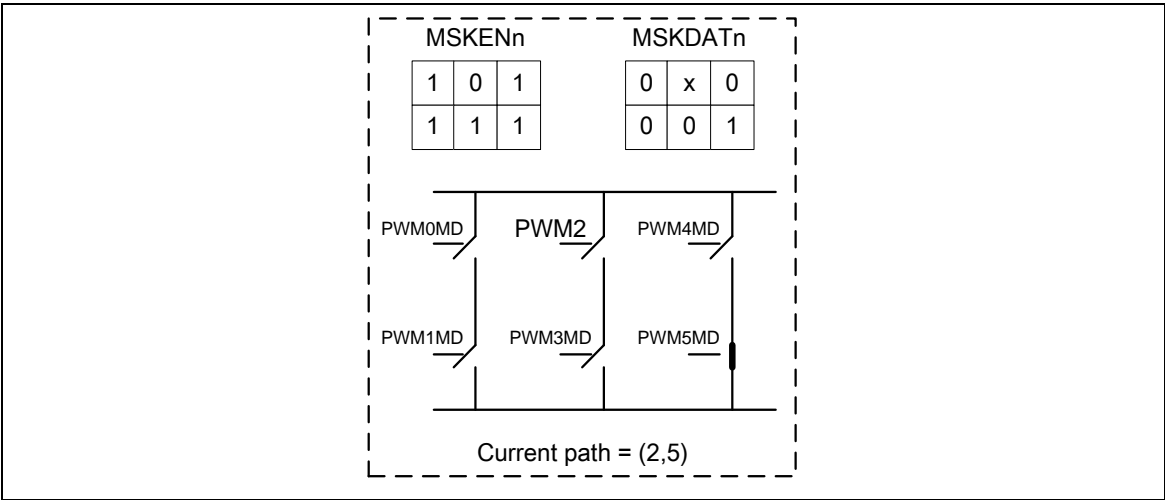 MSKENn MSKDATn
1 0 1 0 x 0
1 1 1 0 0 1
PWM0MD PWM2 PWM4MD
PWM1MD PWM3MD PWM5MD
Current path = (2,5)